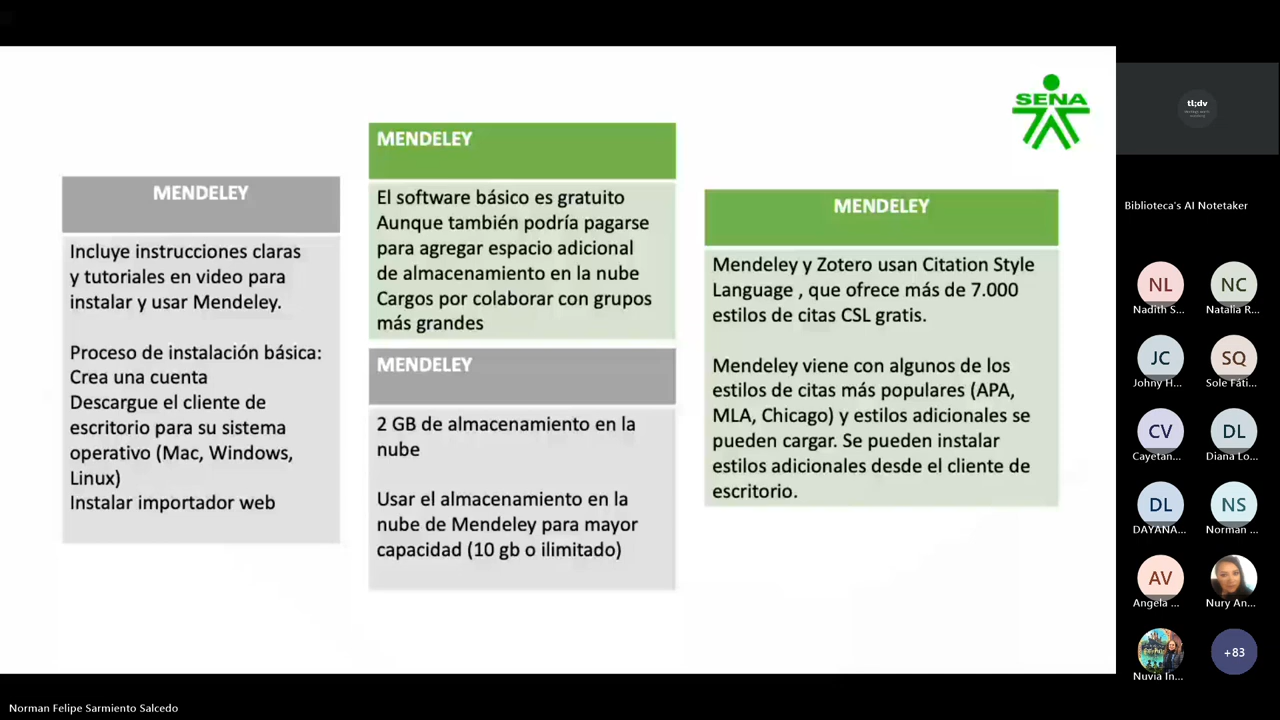 SENA
MENDELEY
Incluye instrucciones claras
y tutoriales en video para
instalar y usar Mendeley.
Proceso de instalación básica:
Crea una cuenta
Descargue el cliente de
escritorio para su sistema
operativo (Mac, Windows,
Linux)
Instalar importador web
MENDELEY
El software básico es gratuito
Aunque también podría pagarse
para agregar espacio adicional
de almacenamiento en la nube
Cargos por colaborar con grupos
más grandes
MENDELEY
2 GB de almacenamiento en la
nube
Usar el almacenamiento en la
nube de Mendeley para mayor
capacidad (10 gb o ilimitado)
MENDELEY
Mendeley y Zotero usan Citation Style
Language , que ofrece más de 7.000
estilos de citas CSL gratis.
Mendeley viene con algunos de los
estilos de citas más populares (APA,
MLA, Chicago) y estilos adicionales se
pueden cargar. Se pueden instalar
estilos adicionales desde el cliente de
escritorio.
tl;dv
Biblioteca's AI Notetaker
NL
Nadith S...
NC
Natalia R...
JC
Johny H...
SQ
Sole Fáti...
CV
Cayetan...
DL
Diana Lo...
DL
DAYANA...
NS
Norman ...
AV
Angela ...
Nury An...
Nuvia In...
+83
Norman Felipe Sarmiento Salcedo